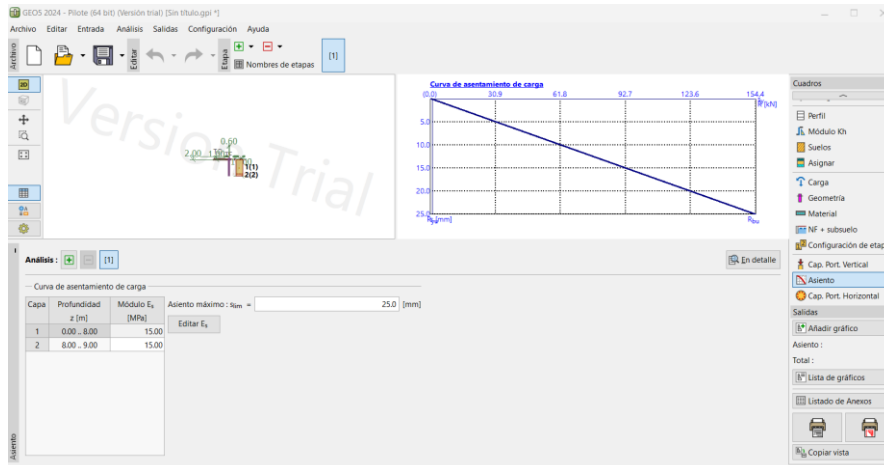 GEO5 2024 - Pilote (64 bit) (Versión trial) [Sin título.gpi *]
Archivo Editar Entrada Análisis Salidas Configuración Ayuda
Archivo
Editar
Etapa
Nombres de etapas
[1]
2D
Version Trial
0.60
2.00
1(1)
2(2)
Curva de asentamiento de carga
(0,0) 30.9 61.8 92.7 123.6 154.4
R [kN]
5.0
10.0
15.0
20.0
25.0
[mm]
Rbu
Cuadros
Perfil
Módulo Kh
Suelos
Asignar
Carga
Geometría
Material
NF + subsuelo
Configuración de etap
Cap. Port. Vertical
Asiento
Cap. Port. Horizontal
Salidas
Añadir gráfico
Asiento :
Total :
Lista de gráficos
Listado de Anexos
Copiar vista
Análisis : [1]
En detalle
Curva de asentamiento de carga
Capa Profundidad Módulo Es
z [m] [MPa]
1 0.00 .. 8.00 15.00
2 8.00 .. 9.00 15.00
Asiento máximo : slim = 25.0 [mm]
Editar Es
Asiento